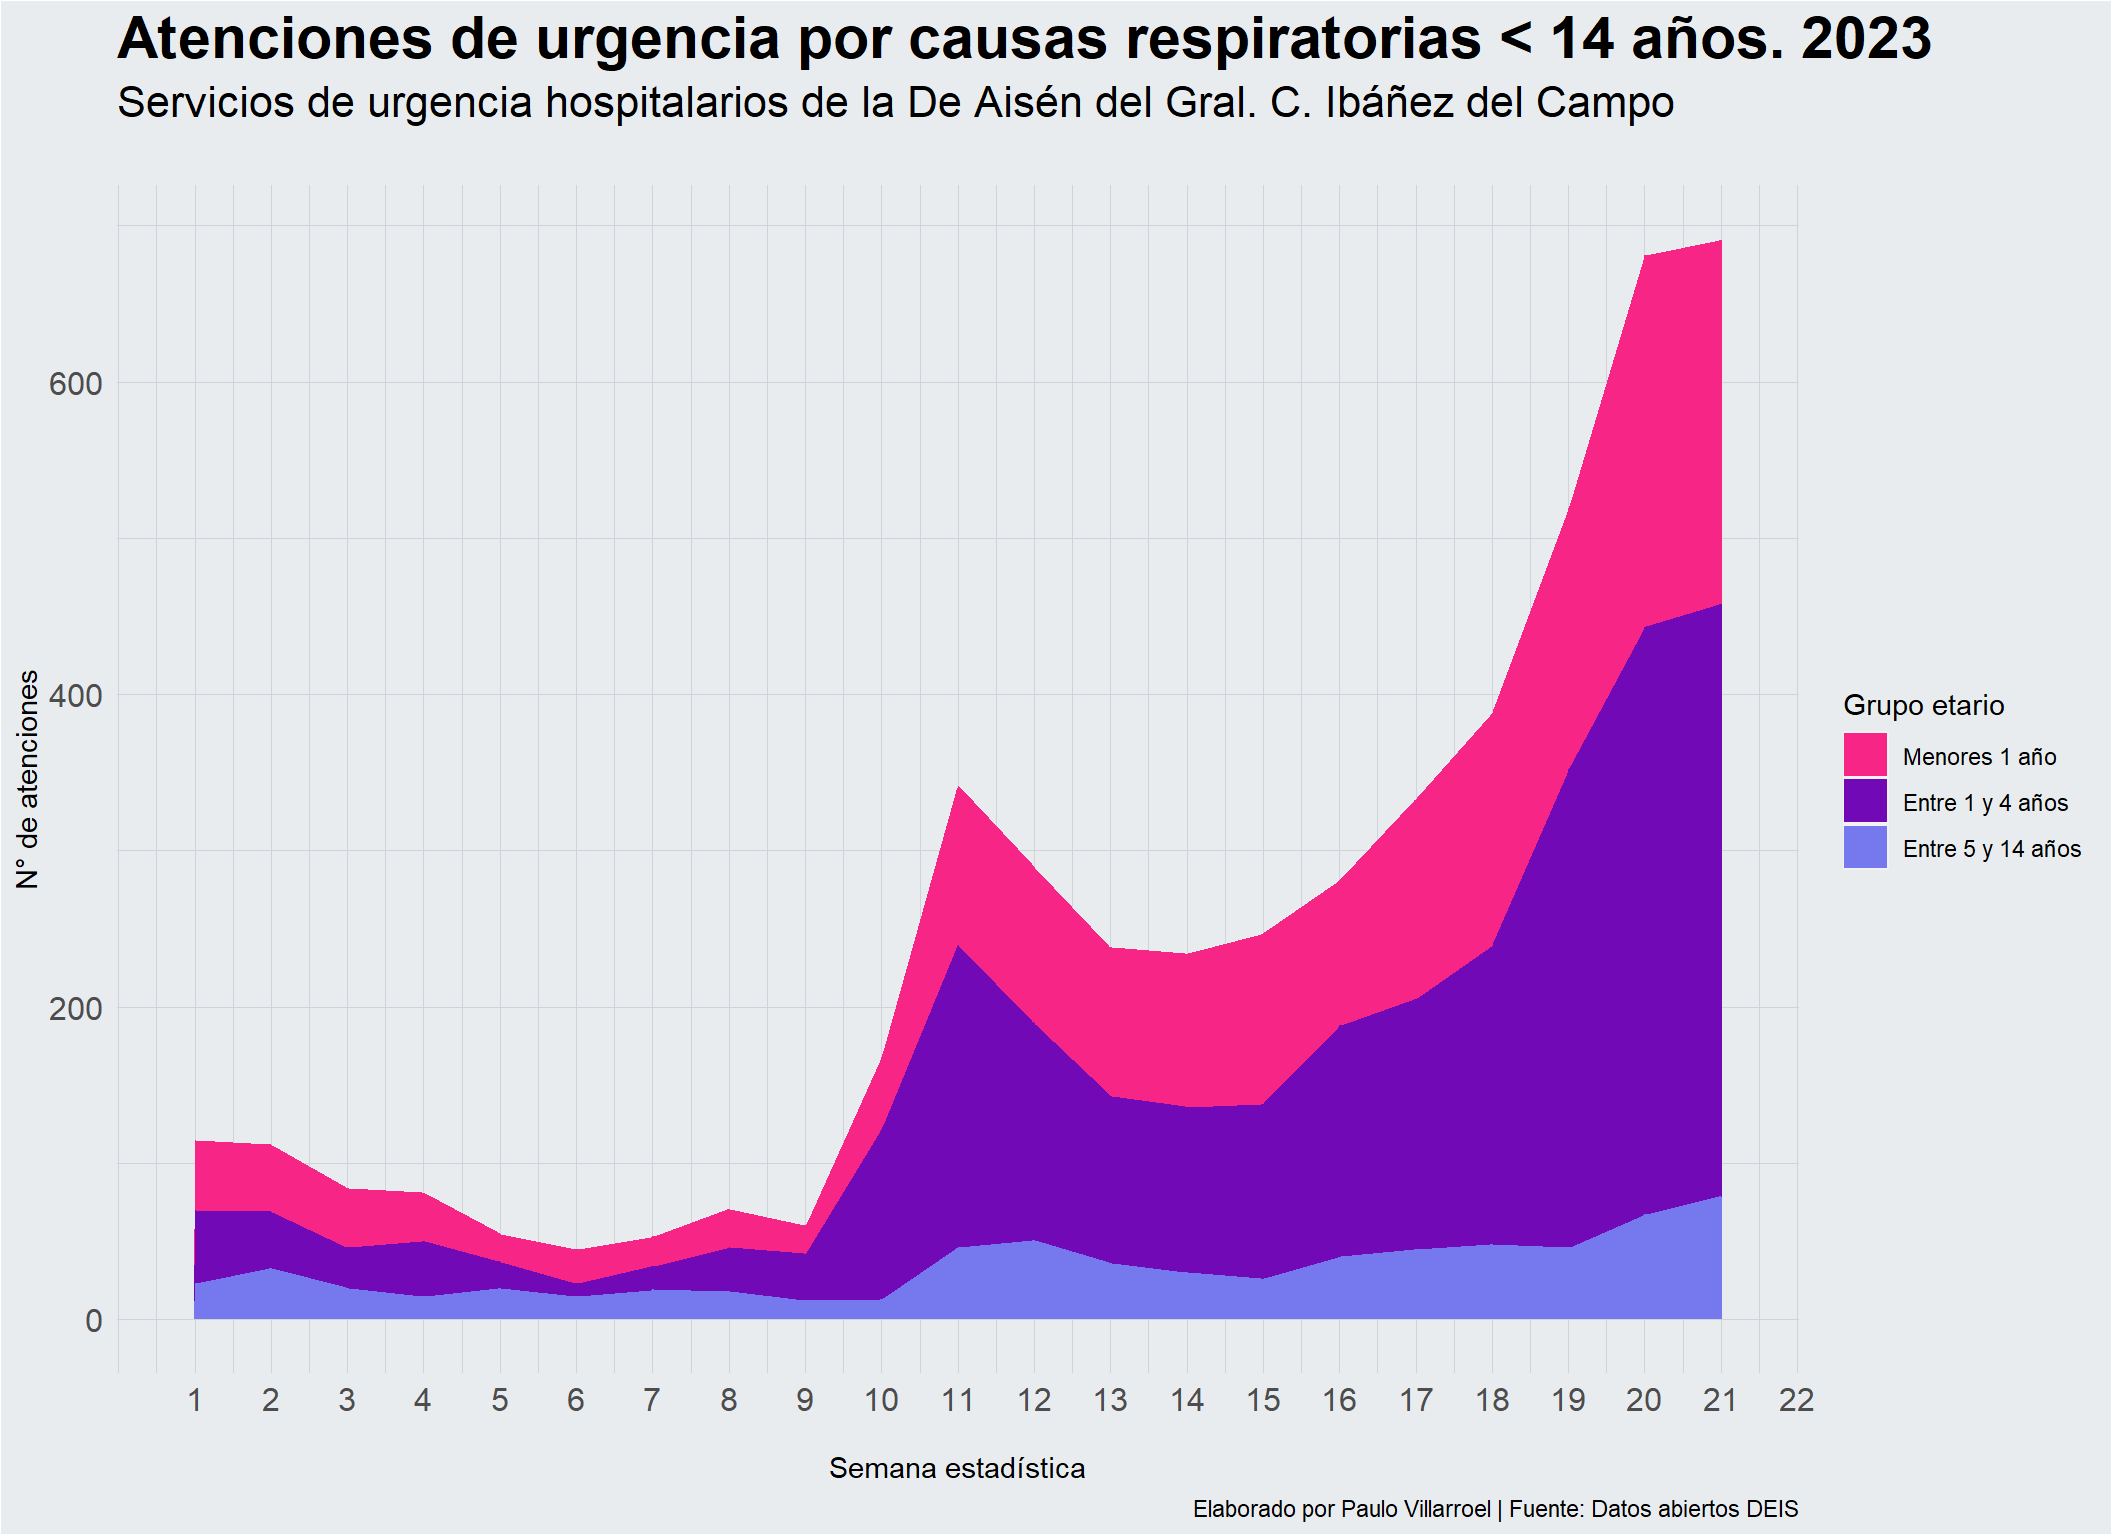 Atenciones de urgencia por causas respiratorias < 14 años. 2023
Servicios de urgencia hospitalarios de la De Aisén del Gral. C. Ibáñez del Campo
N° de atenciones
600
400
200
0
1 2 3 4 5 6 7 8 9 10 11 12 13 14 15 16 17 18 19 20 21 22
Semana estadística
Grupo etario
Menores 1 año
Entre 1 y 4 años
Entre 5 y 14 años
Elaborado por Paulo Villarroel | Fuente: Datos abiertos DEIS